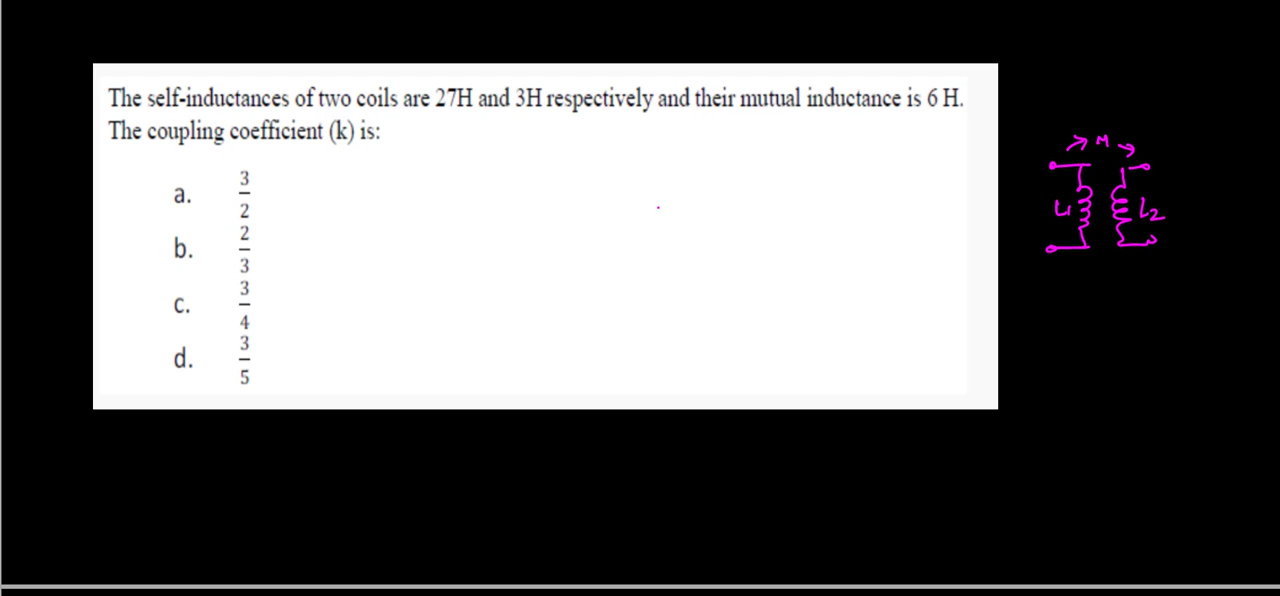 The self-inductances of two coils are 27H and 3H respectively and their mutual inductance is 6 H.
The coupling coefficient (k) is:
a. 3/2
b. 2/3
c. 3/4
d. 3/5
M
L1 L2